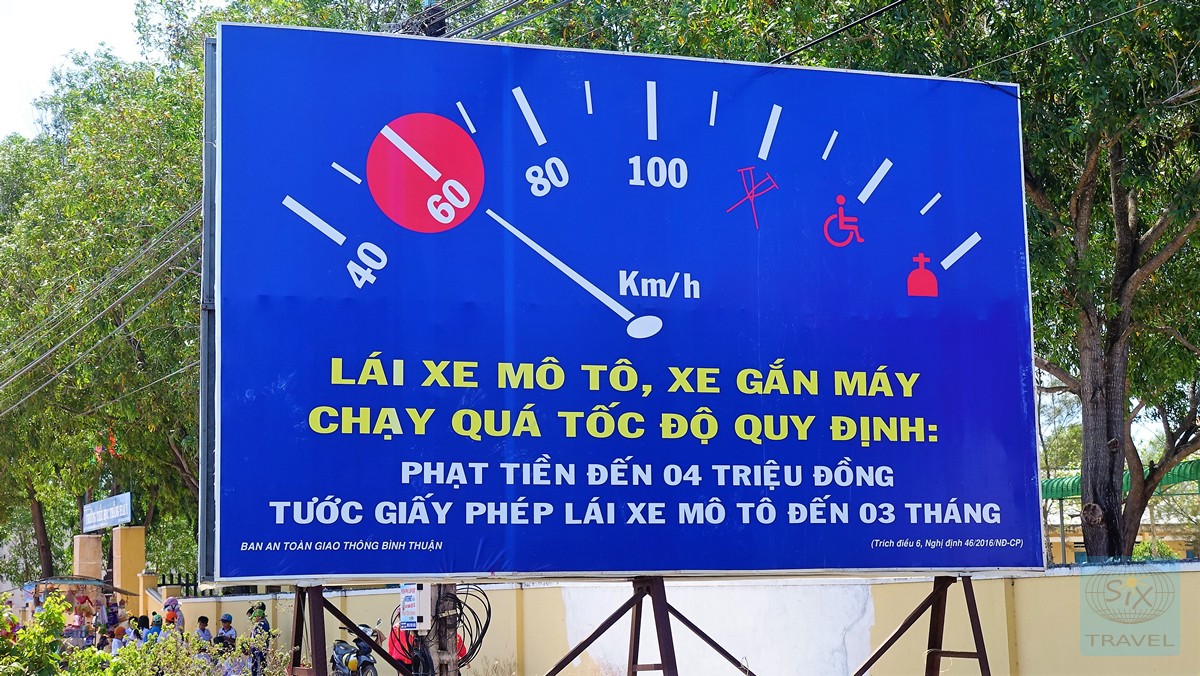 40
60
80
100
Km/h
LÁI XE MÔ TÔ, XE GẮN MÁY
CHẠY QUÁ TỐC ĐỘ QUY ĐỊNH:
PHẠT TIỀN ĐẾN 04 TRIỆU ĐỒNG
TƯỚC GIẤY PHÉP LÁI XE MÔ TÔ ĐẾN 03 THÁNG
BAN AN TOÀN GIAO THÔNG BÌNH THUẬN
(Trích điều 6, Nghị định 46/2016/NĐ-CP)
Six
TRAVEL